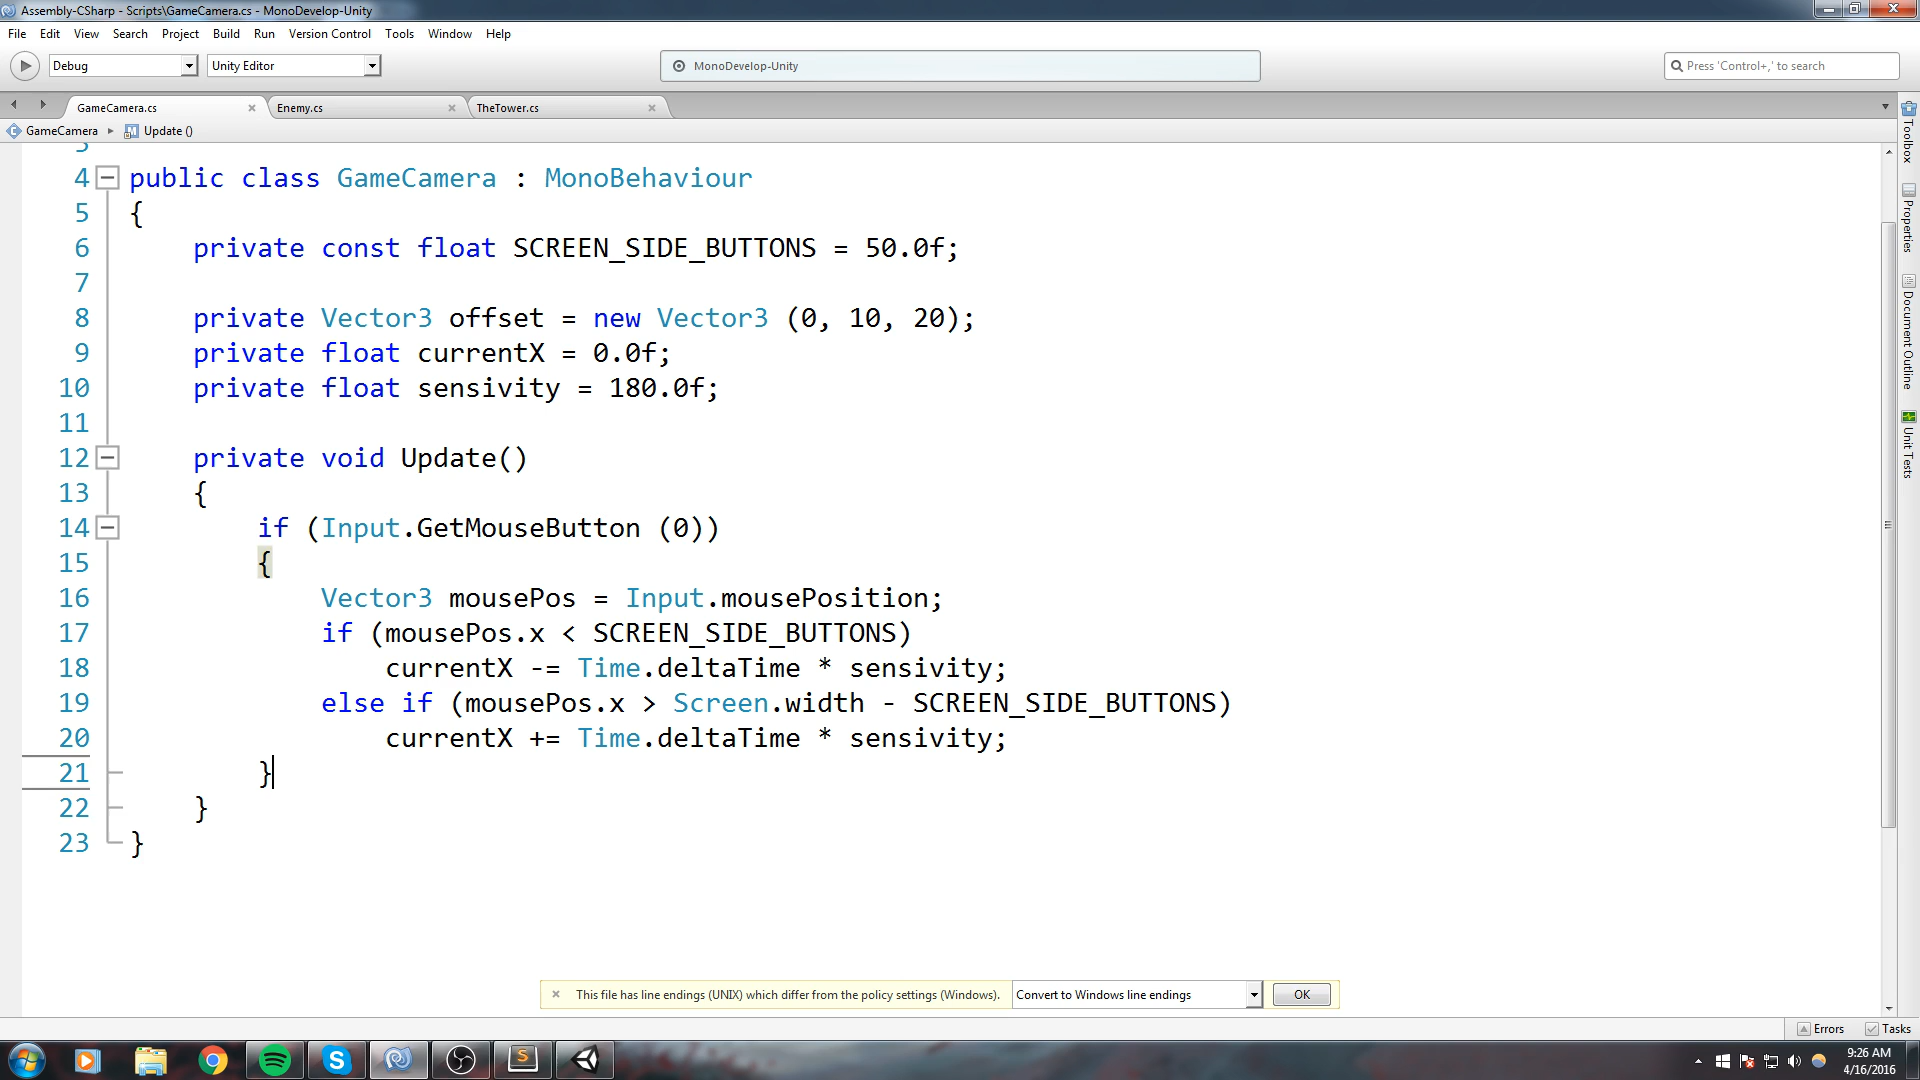 Assembly-CSharp - Scripts\GameCamera.cs - MonoDevelop-Unity
File Edit View Search Project Build Run Version Control Tools Window Help
Debug Unity Editor MonoDevelop-Unity Press 'Control+,' to search
GameCamera.cs Enemy.cs TheTower.cs
GameCamera Update ()
Toolbox
Properties
Document Outline
Unit Tests
3
4 public class GameCamera : MonoBehaviour
5 {
6 private const float SCREEN_SIDE_BUTTONS = 50.0f;
7
8 private Vector3 offset = new Vector3 (0, 10, 20);
9 private float currentX = 0.0f;
10 private float sensivity = 180.0f;
11
12 private void Update()
13 {
14 if (Input.GetMouseButton (0))
15 {
16 Vector3 mousePos = Input.mousePosition;
17 if (mousePos.x < SCREEN_SIDE_BUTTONS)
18 currentX -= Time.deltaTime * sensivity;
19 else if (mousePos.x > Screen.width - SCREEN_SIDE_BUTTONS)
20 currentX += Time.deltaTime * sensivity;
21 }
22 }
23 }
This file has line endings (UNIX) which differ from the policy settings (Windows). Convert to Windows line endings OK
Errors Tasks
9:26 AM
4/16/2016